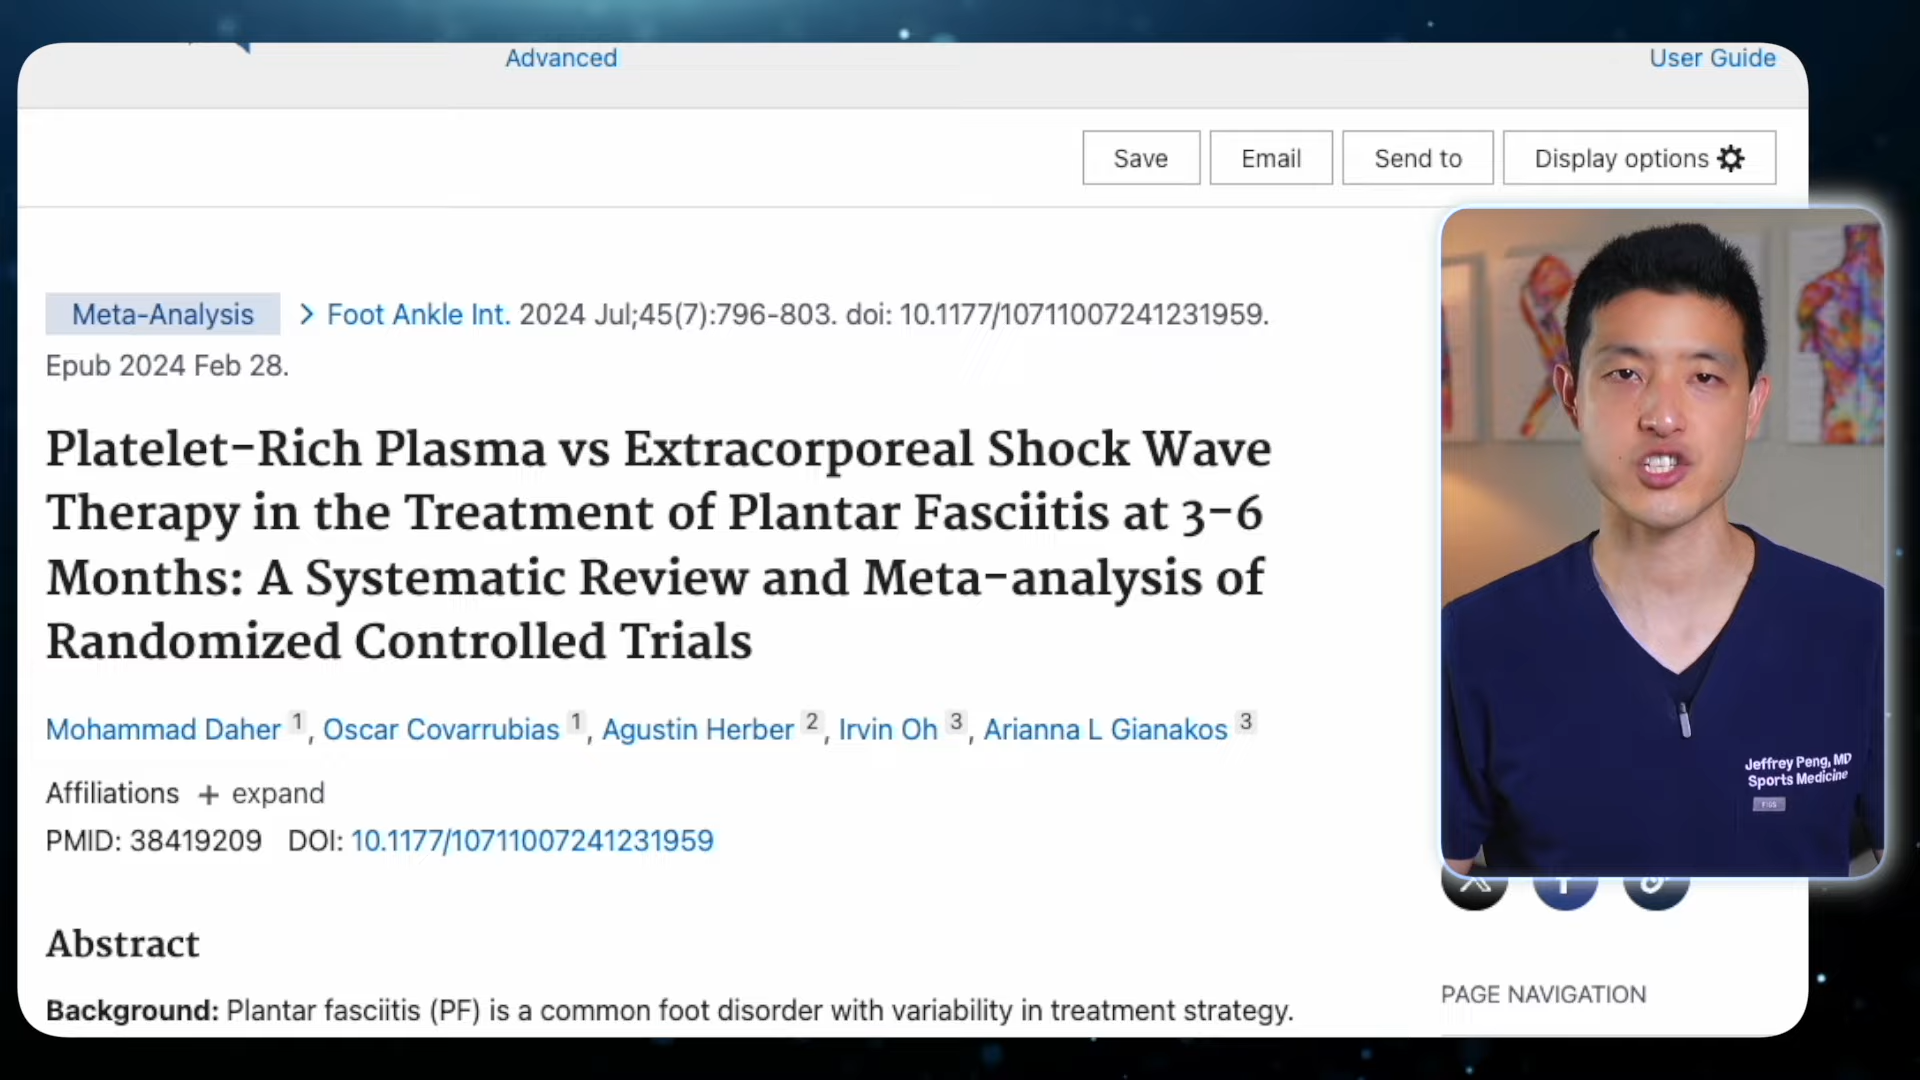 Advanced
User Guide
Save
Email
Send to
Display options
Meta-Analysis
Foot Ankle Int. 2024 Jul;45(7):796-803. doi: 10.1177/10711007241231959.
Epub 2024 Feb 28.
Platelet-Rich Plasma vs Extracorporeal Shock Wave
Therapy in the Treatment of Plantar Fasciitis at 3-6
Months: A Systematic Review and Meta-analysis of
Randomized Controlled Trials
Mohammad Daher 1, Oscar Covarrubias 1, Agustin Herber 2, Irvin Oh 3, Arianna L Gianakos 3
Affiliations + expand
PMID: 38419209 DOI: 10.1177/10711007241231959
Abstract
Background: Plantar fasciitis (PF) is a common foot disorder with variability in treatment strategy.
Jeffrey Peng, MD
Sports Medicine
FIGS
PAGE NAVIGATION